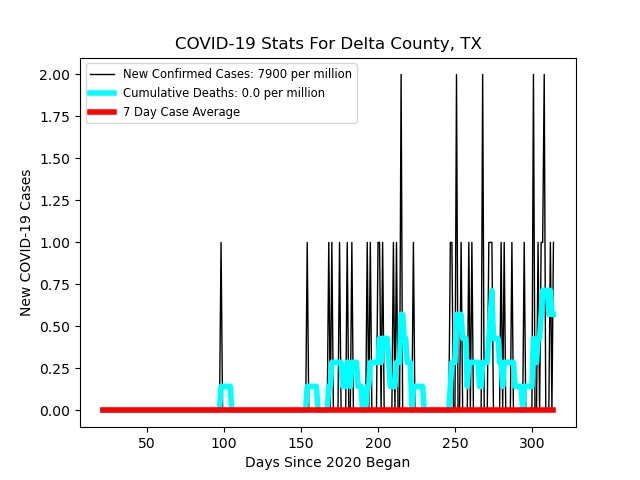 COVID-19 Stats For Delta County, TX
New Confirmed Cases: 7900 per million
Cumulative Deaths: 0.0 per million
7 Day Case Average
New COVID-19 Cases
2.00
1.75
1.50
1.25
1.00
0.75
0.50
0.25
0.00
50 100 150 200 250 300
Days Since 2020 Began